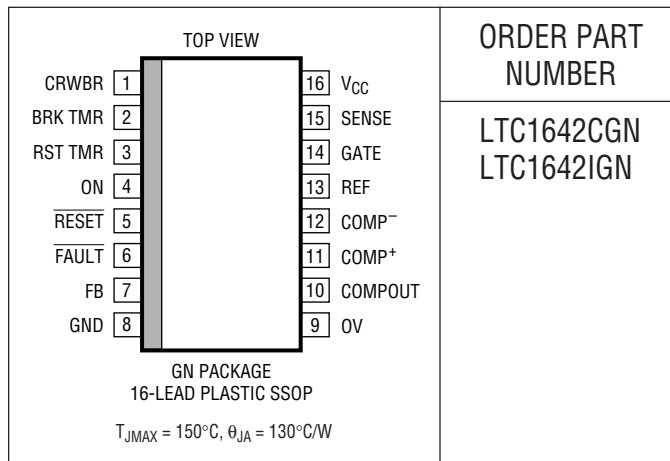 TOP VIEW
CRWBR 1
BRK TMR 2
RST TMR 3
ON 4
RESET 5
FAULT 6
FB 7
GND 8
16 VCC
15 SENSE
14 GATE
13 REF
12 COMP–
11 COMP+
10 COMPOUT
9 OV
GN PACKAGE
16-LEAD PLASTIC SSOP
TJMAX = 150°C, θJA = 130°C/W
ORDER PART
NUMBER
LTC1642CGN
LTC1642IGN